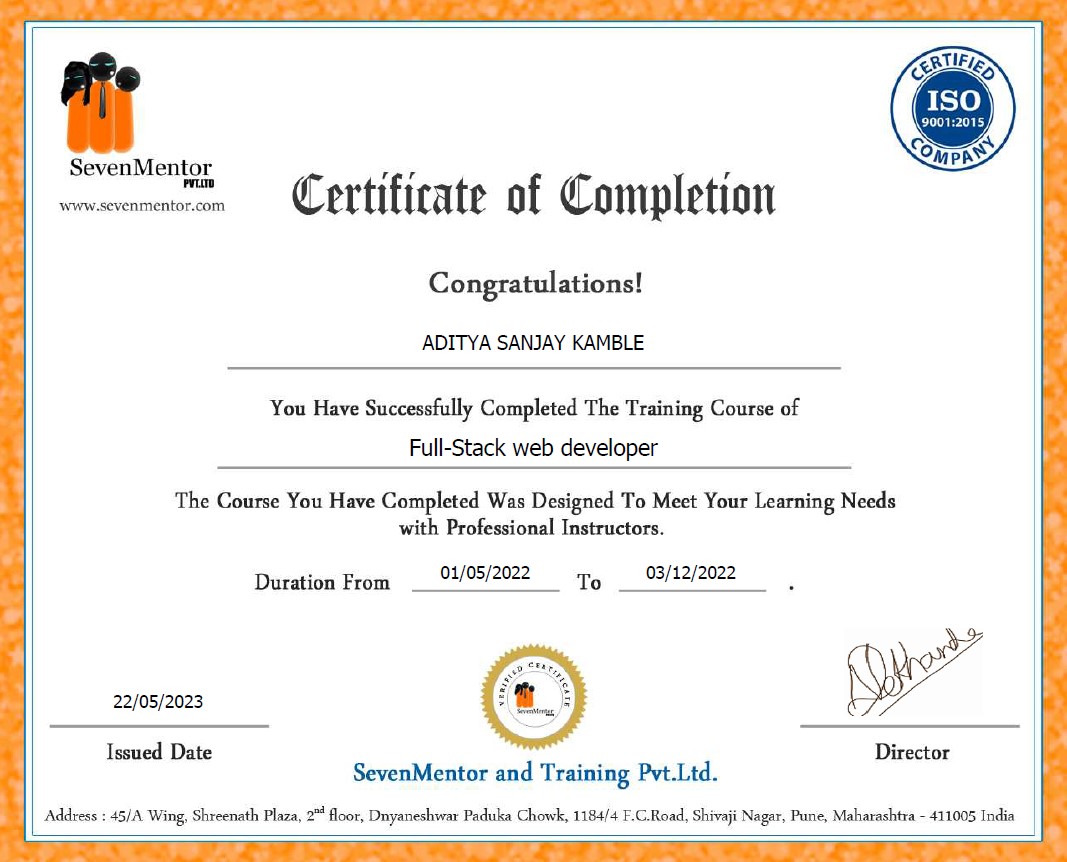 SevenMentor
PVT.LTD
www.sevenmentor.com
CERTIFIED
ISO
9001:2015
COMPANY
Certificate of Completion
Congratulations!
ADITYA SANJAY KAMBLE
You Have Successfully Completed The Training Course of
Full-Stack web developer
The Course You Have Completed Was Designed To Meet Your Learning Needs
with Professional Instructors.
Duration From 01/05/2022 To 03/12/2022 .
VERIFIED CERTIFICATE
SevenMentor
22/05/2023
Issued Date
Director
SevenMentor and Training Pvt.Ltd.
Address : 45/A Wing, Shreenath Plaza, 2nd floor, Dnyaneshwar Paduka Chowk, 1184/4 F.C.Road, Shivaji Nagar, Pune, Maharashtra - 411005 India